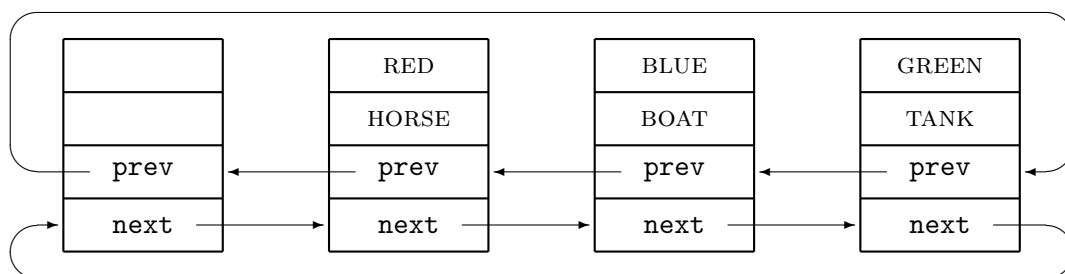 RED BLUE GREEN
HORSE BOAT TANK
prev prev prev prev
next next next next